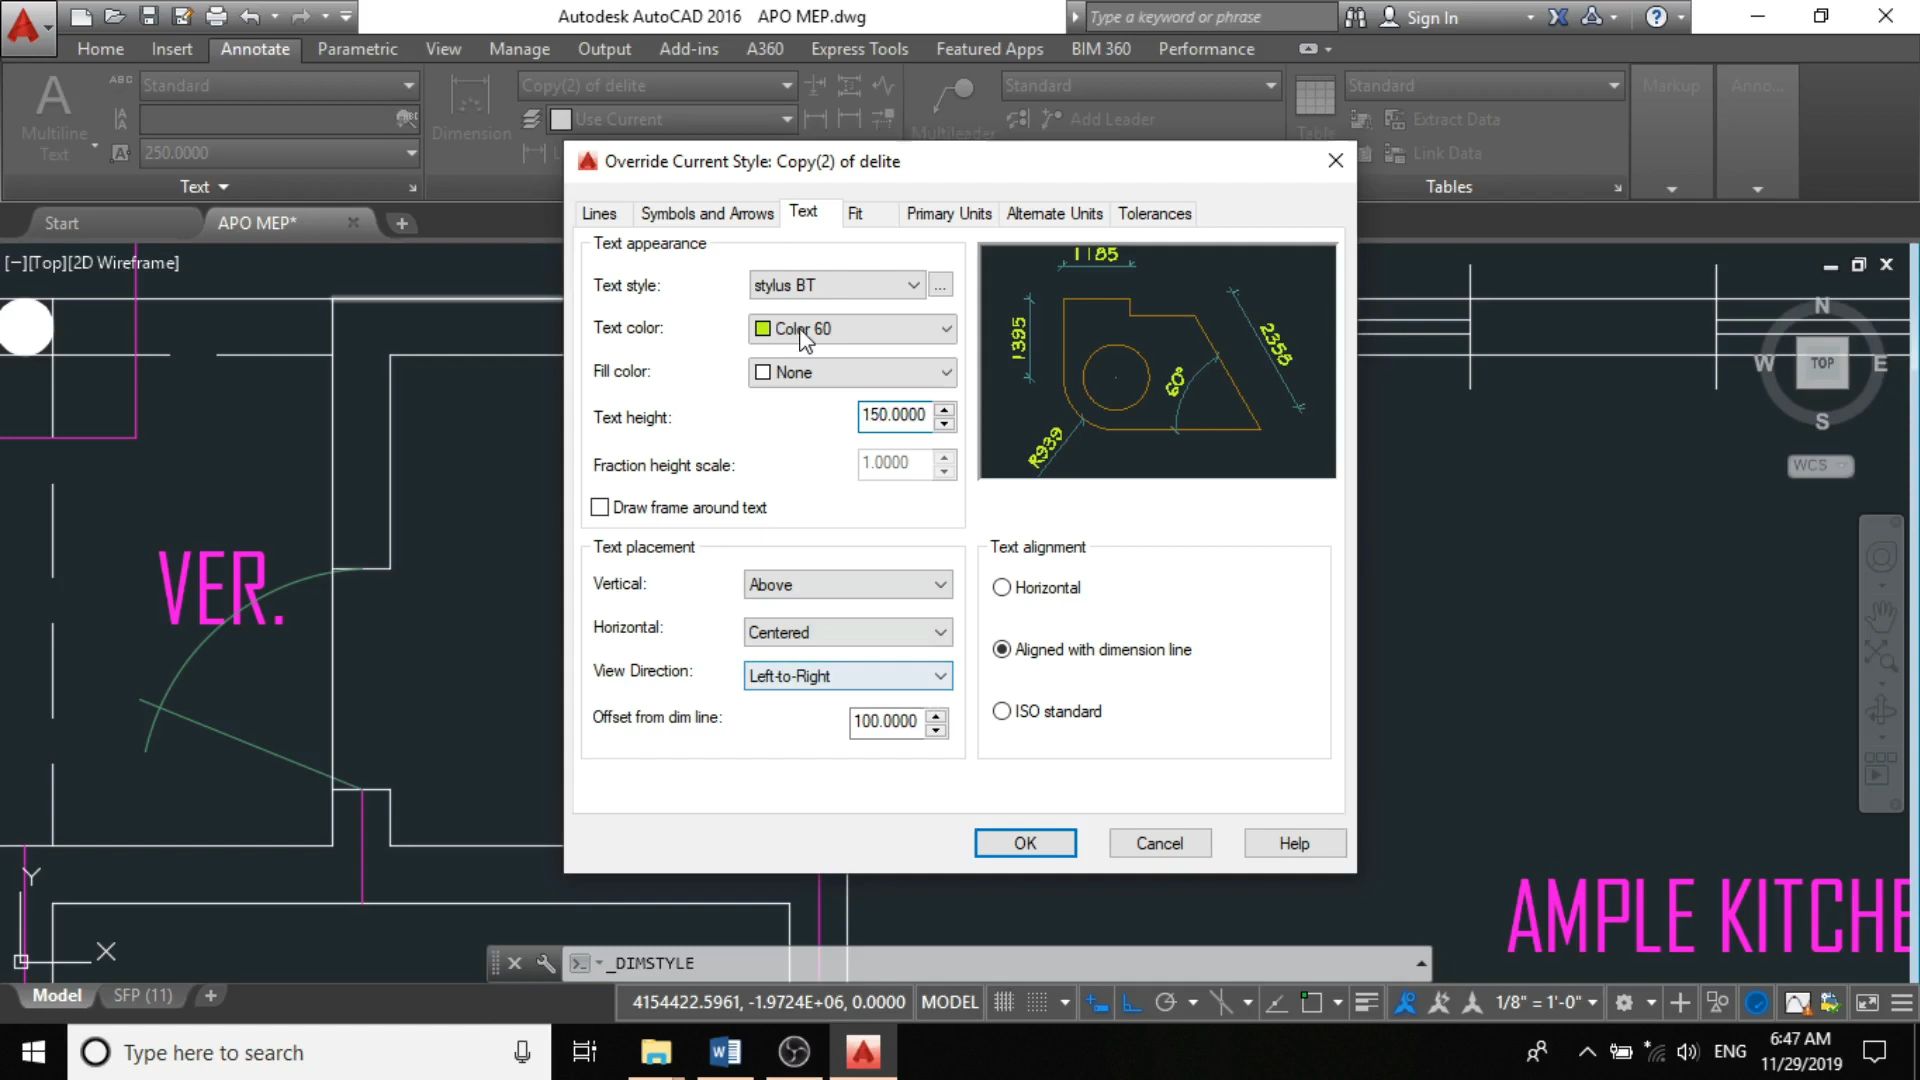 Autodesk AutoCAD 2016 APO MEP.dwg
Type a keyword or phrase
Sign In
Home Insert Annotate Parametric View Manage Output Add-ins A360 Express Tools Featured Apps BIM 360 Performance
A Multiline Text
ABC Standard
250.0000
Text
Dimension
Copy(2) of delite
Use Current
Multileader
Standard
Add Leader
Table
Standard
Extract Data
Link Data
Tables
Markup
Anno...
Start
APO MEP*
[−][Top][2D Wireframe]
Override Current Style: Copy(2) of delite
Lines Symbols and Arrows Text Fit Primary Units Alternate Units Tolerances
Text appearance
Text style: stylus BT ...
Text color: Color 60
Fill color: None
Text height: 150.0000
Fraction height scale: 1.0000
Draw frame around text
1185
1395
2358
60°
R939
Text placement
Vertical: Above
Horizontal: Centered
View Direction: Left-to-Right
Offset from dim line: 100.0000
Text alignment
Horizontal
Aligned with dimension line
ISO standard
OK Cancel Help
N
W TOP E
S
WCS
VER.
AMPLE KITCHE
Y
X
_DIMSTYLE
Model SFP (11)
4154422.5961, -1.9724E+06, 0.0000 MODEL
1/8" = 1'-0"
Type here to search
ENG
6:47 AM
11/29/2019